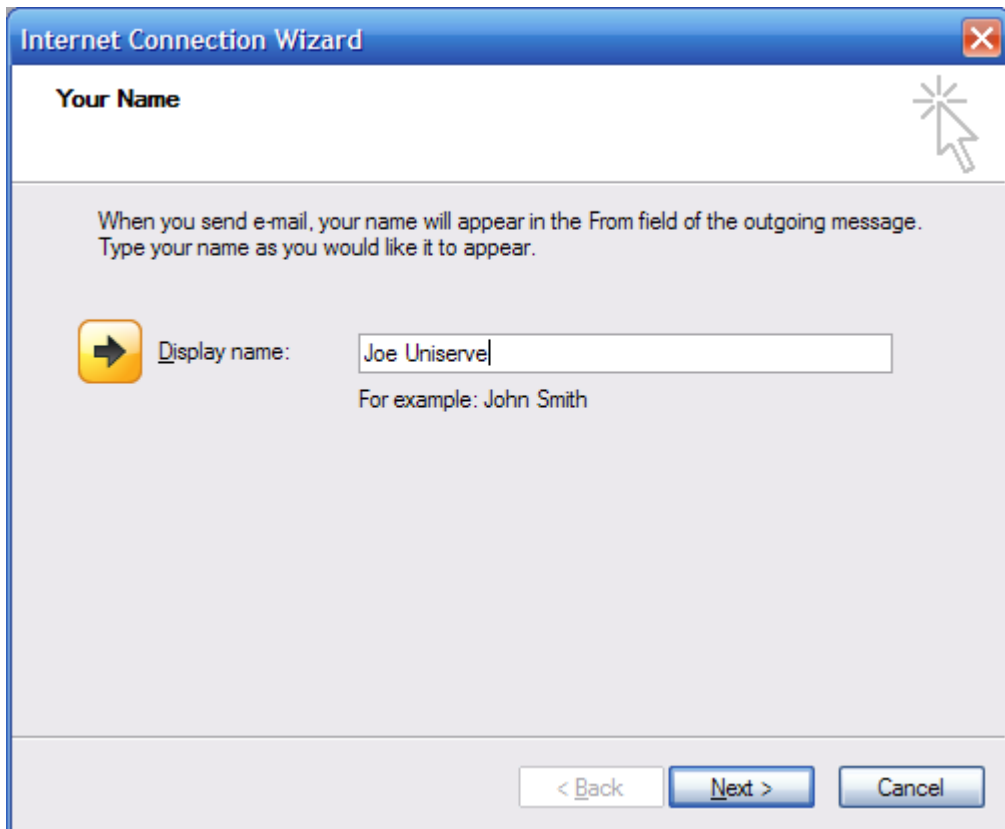 Internet Connection Wizard
Your Name
When you send e-mail, your name will appear in the From field of the outgoing message.
Type your name as you would like it to appear.
Display name: Joe Uniserve
For example: John Smith
< Back Next > Cancel